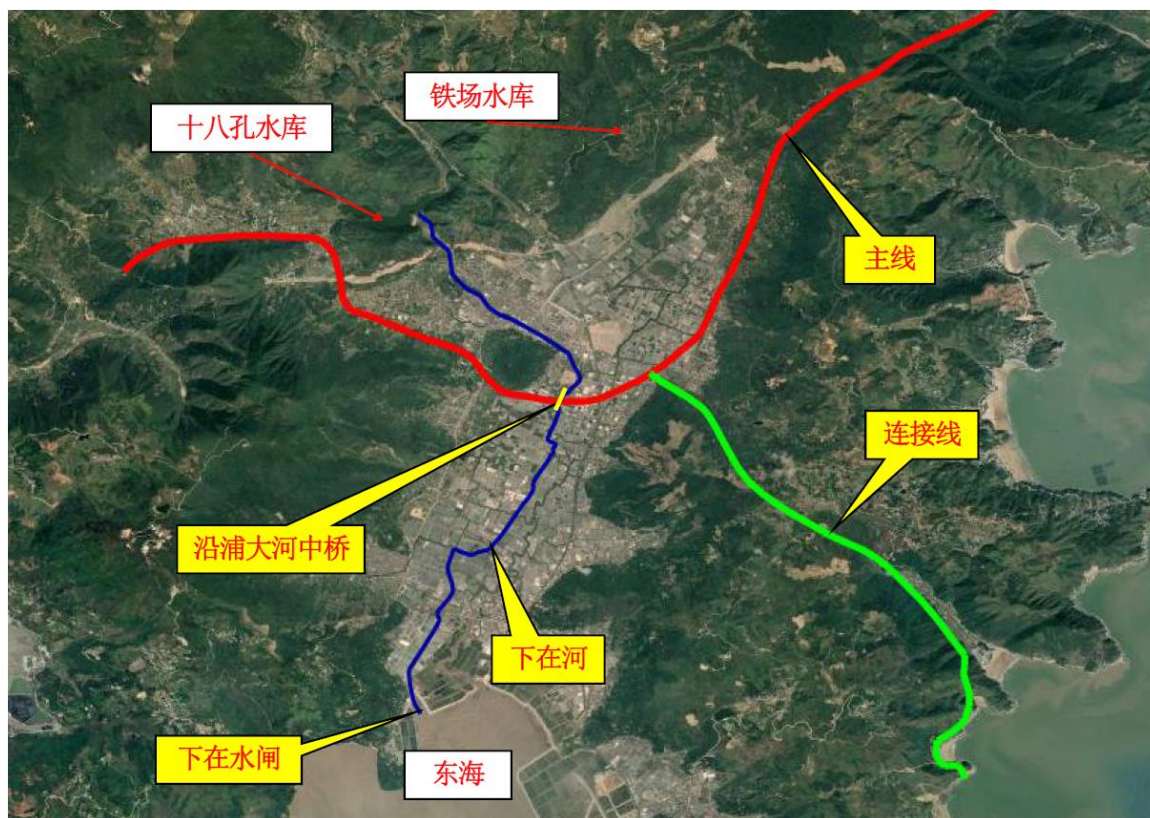 铁场水库
十八孔水库
主线
连接线
沿浦大河中桥
下在河
下在水闸
东海